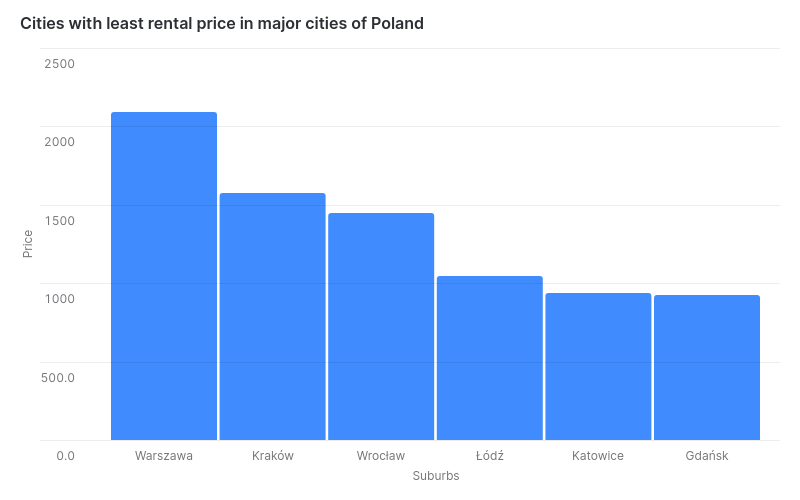 Cities with least rental price in major cities of Poland
2500
2000
1500
1000
500.0
0.0
Price
Warszawa Kraków Wrocław Łódź Katowice Gdańsk
Suburbs